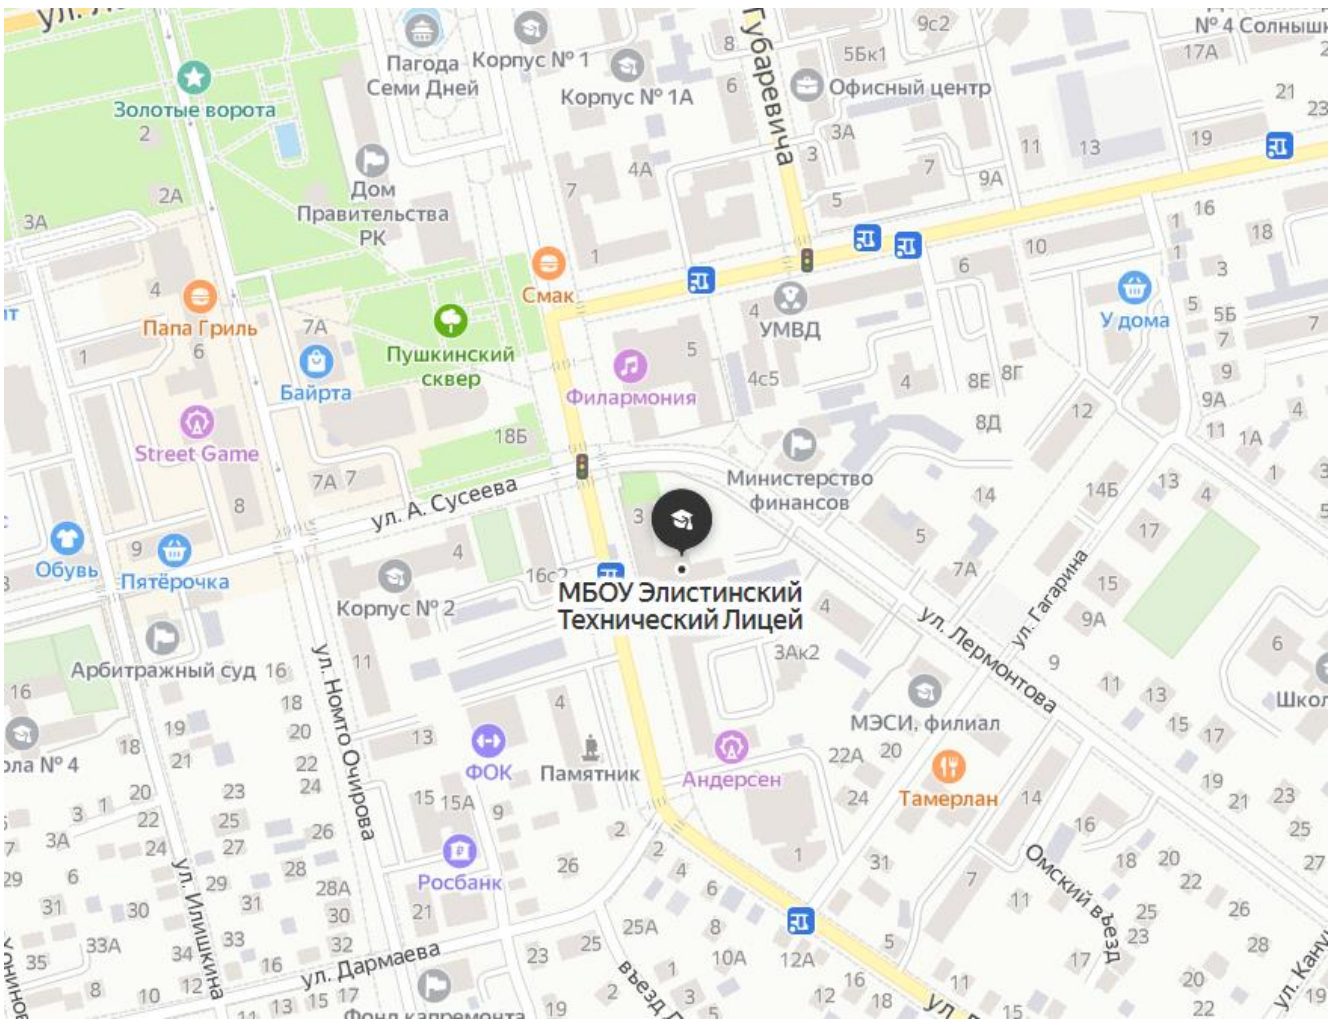 ул. Л
№ 4 Солнышк
9с2
17А
8
5Бк1
Пагода
Семи Дней
Корпус № 1
Корпус № 1А
6
Губаревича
Офисный центр
21
23
Золотые ворота
2
2А
3А
Дом
Правительства
РК
4А
7
3А
3
5
7
9А
11
13
19
1
16
18
1
3
10
6
1
Смак
4
Папа Гриль
6
1
7А
Байрта
Пушкинский
сквер
5
Филармония
4
УМВД
4с5
4
8Е
8Г
8Д
12
У дома
5
5Б
7
7
9
9А
11
1А
4
Street Game
8
7А
7
18Б
ул. А. Сусеева
Министерство
финансов
14
14Б
13
4
1
17
15
9А
5
7А
3
Обувь
9
Пятёрочка
4
Корпус № 2
16с2
МБОУ Элистинский
Технический Лицей
4
3Ак2
ул. Лермонтова
ул. Гагарина
9
11
13
15
17
6
Арбитражный суд
16
16
11
ул. Номто Очирова
18
20
22
24
19
18
21
4
13
ФОК
Памятник
Андерсен
МЭСИ, филиал
22А
20
24
Тамерлан
14
16
19
21
23
25
27
20
3
1
22
3А
24
6
23
25
27
26
28
29
31
28А
30
32
15
15А
9
Росбанк
21
2
2
4
6
8
26
1
31
7
11
5
Омский въезд
18
20
22
25
23
26
28
17
20
22
ул. Илишкина
29
31
30
33А
35
34
33
16
12
10
8
ул. Дармаева
13
15
17
11
23
25
25А
въезд
1
2
3
5
10А
12А
16
12
18
11
13
15
19
14
Фонд капремонта